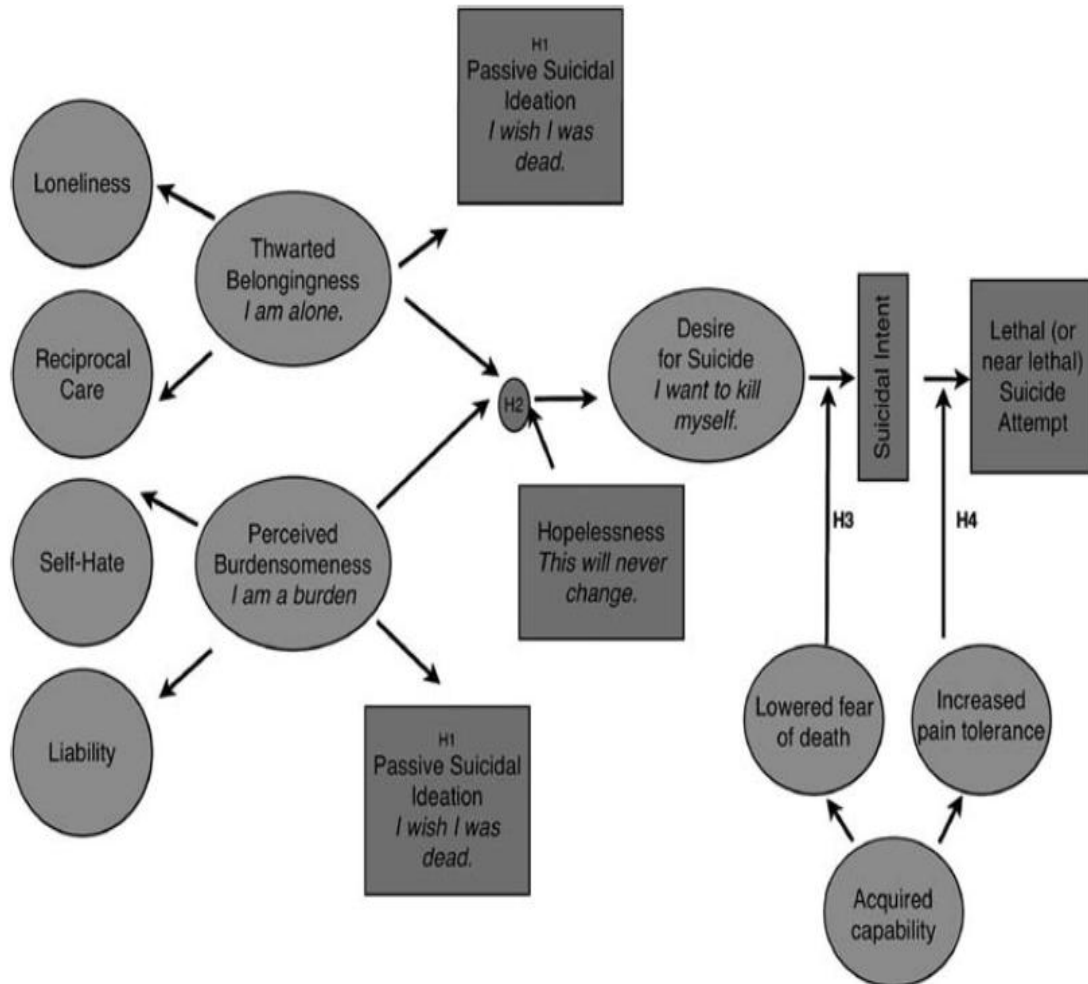 H1
Passive Suicidal
Ideation
I wish I was
dead.
Loneliness
Thwarted
Belongingness
I am alone.
Reciprocal
Care
Desire
for Suicide
I want to kill
myself.
Suicidal Intent
Lethal (or
near lethal)
Suicide
Attempt
H2
Self-Hate
Perceived
Burdensomeness
I am a burden
Hopelessness
This will never
change.
H3
H4
Liability
H1
Passive Suicidal
Ideation
I wish I was
dead.
Lowered fear
of death
Increased
pain tolerance
Acquired
capability